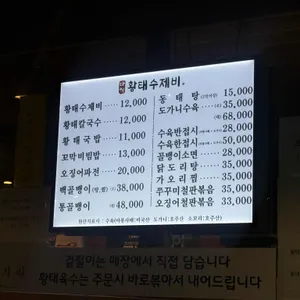 황태수제비
황태수제비 12,000
황태칼국수 12,000
황태국밥 11,000
꼬막비빔밥 13,000
오징어파전 20,000
백골뱅이 38,000
통골뱅이 48,000
동태탕 15,000
도가니수육 35,000
68,000
수육반접시 28,000
수육한접시 50,000
골뱅이소면 28,000
닭도리탕 35,000
가오리찜 35,000
쭈꾸미철판볶음 35,000
오징어철판볶음 33,000
겉절이는 매장에서 직접 담습니다
황태육수는 주문시 바로볶아서 내어드립니다